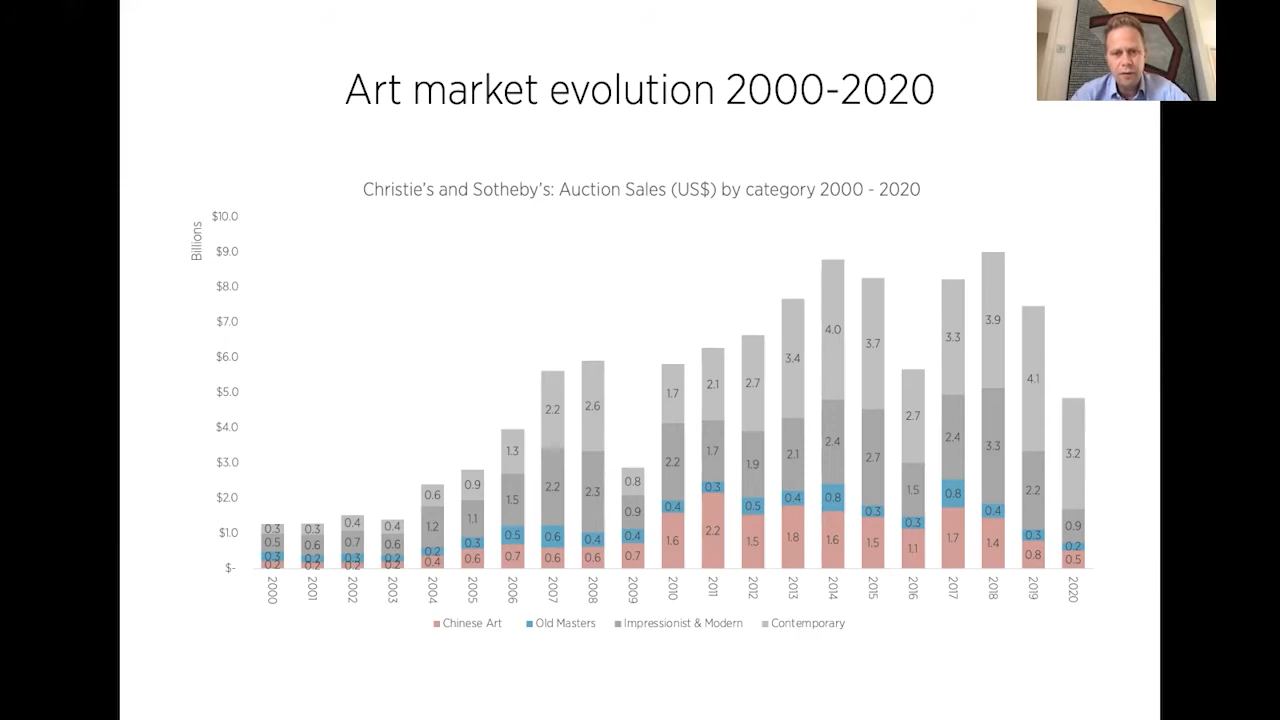 Art market evolution 2000-2020
Christie's and Sotheby's: Auction Sales (US$) by category 2000 - 2020
Billions
$10.0
$9.0
$8.0
$7.0
$6.0
$5.0
$4.0
$3.0
$2.0
$1.0
$-
0.3 0.5 0.3 0.2
0.3 0.6 0.2 0.2
0.4 0.7 0.3 0.2
0.4 0.6 0.2 0.2
0.6 1.2 0.2 0.4
0.9 1.1 0.3 0.6
1.3 1.5 0.5 0.7
2.2 2.2 0.6 0.6
2.6 2.3 0.4 0.6
0.8 0.9 0.4 0.7
1.7 2.2 0.4 1.6
2.1 1.7 0.3 2.2
2.7 1.9 0.5 1.5
3.4 2.1 0.4 1.8
4.0 2.4 0.8 1.6
3.7 2.7 0.3 1.5
2.7 1.5 0.3 1.1
3.3 2.4 0.8 1.7
3.9 3.3 0.4 1.4
4.1 2.2 0.3 0.8
3.2 0.9 0.2 0.5
2000 2001 2002 2003 2004 2005 2006 2007 2008 2009 2010 2011 2012 2013 2014 2015 2016 2017 2018 2019 2020
Chinese Art Old Masters Impressionist & Modern Contemporary